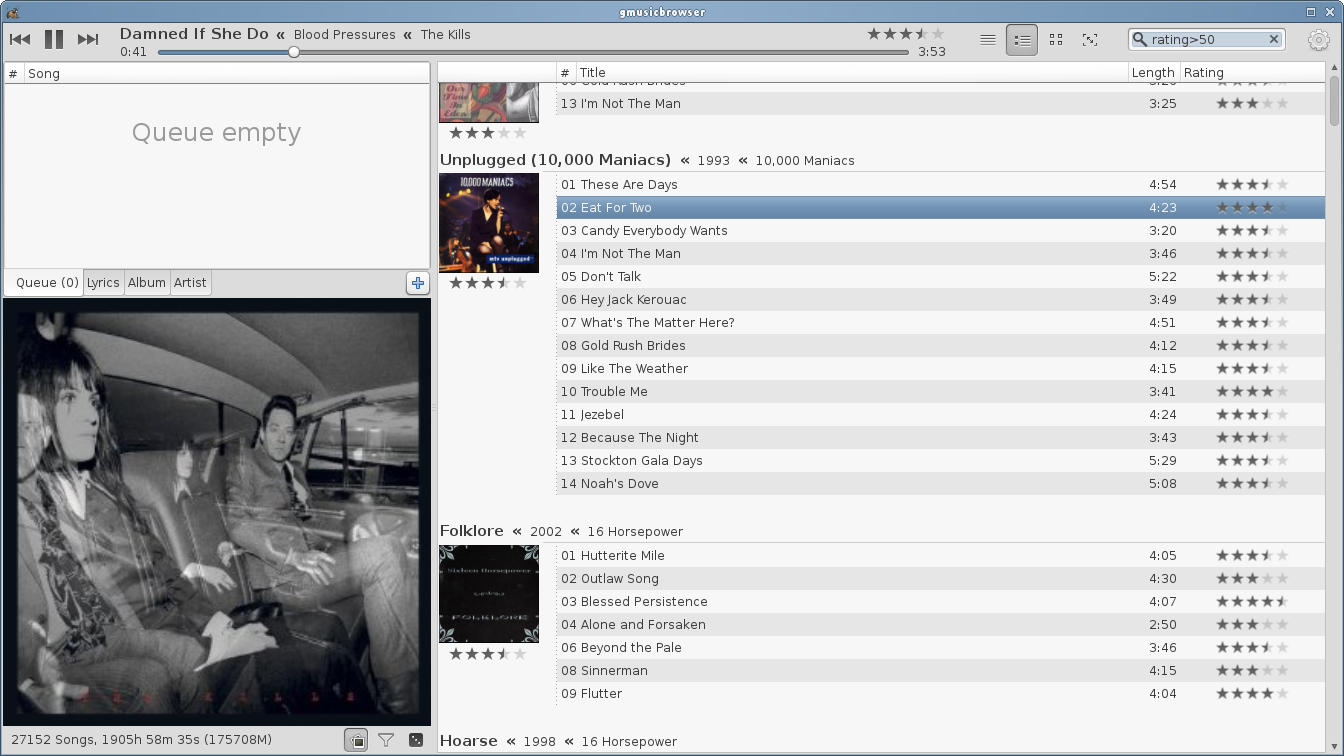 gmusicbrowser
Damned If She Do « Blood Pressures « The Kills
0:41 3:53
rating>50
# Song
Queue empty
Queue (0) Lyrics Album Artist
27152 Songs, 1905h 58m 35s (175708M)
# Title Length Rating
13 I'm Not The Man 3:25
Unplugged (10,000 Maniacs) « 1993 « 10,000 Maniacs
10,000 MANIACS
mtv unplugged
01 These Are Days 4:54
02 Eat For Two 4:23
03 Candy Everybody Wants 3:20
04 I'm Not The Man 3:46
05 Don't Talk 5:22
06 Hey Jack Kerouac 3:49
07 What's The Matter Here? 4:51
08 Gold Rush Brides 4:12
09 Like The Weather 4:15
10 Trouble Me 3:41
11 Jezebel 4:24
12 Because The Night 3:43
13 Stockton Gala Days 5:29
14 Noah's Dove 5:08
Folklore « 2002 « 16 Horsepower
Sixteen Horsepower
FOLKLORE
01 Hutterite Mile 4:05
02 Outlaw Song 4:30
03 Blessed Persistence 4:07
04 Alone and Forsaken 2:50
06 Beyond the Pale 3:46
08 Sinnerman 4:15
09 Flutter 4:04
Hoarse « 1998 « 16 Horsepower